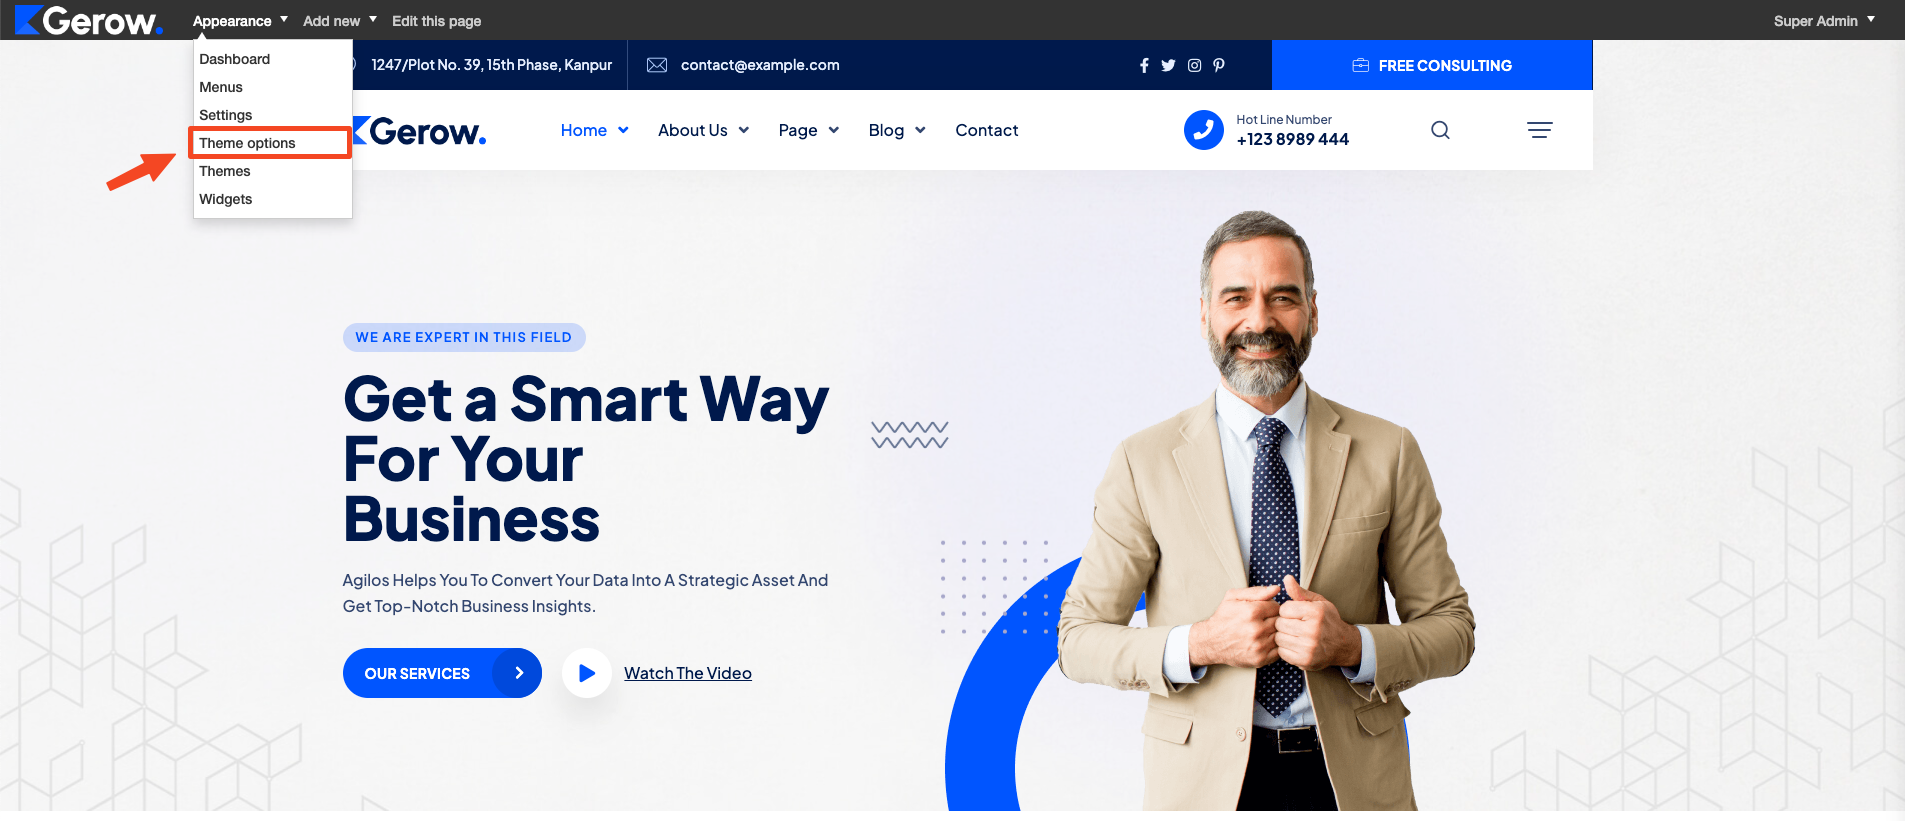 Gerow.
Appearance Add new Edit this page
Super Admin
Dashboard
Menus
Settings
Theme options
Themes
Widgets
1247/Plot No. 39, 15th Phase, Kanpur
contact@example.com
FREE CONSULTING
Gerow.
Home About Us Page Blog Contact
Hot Line Number
+123 8989 444
WE ARE EXPERT IN THIS FIELD
Get a Smart Way
For Your
Business
Agilos Helps You To Convert Your Data Into A Strategic Asset And
Get Top-Notch Business Insights.
OUR SERVICES
Watch The Video